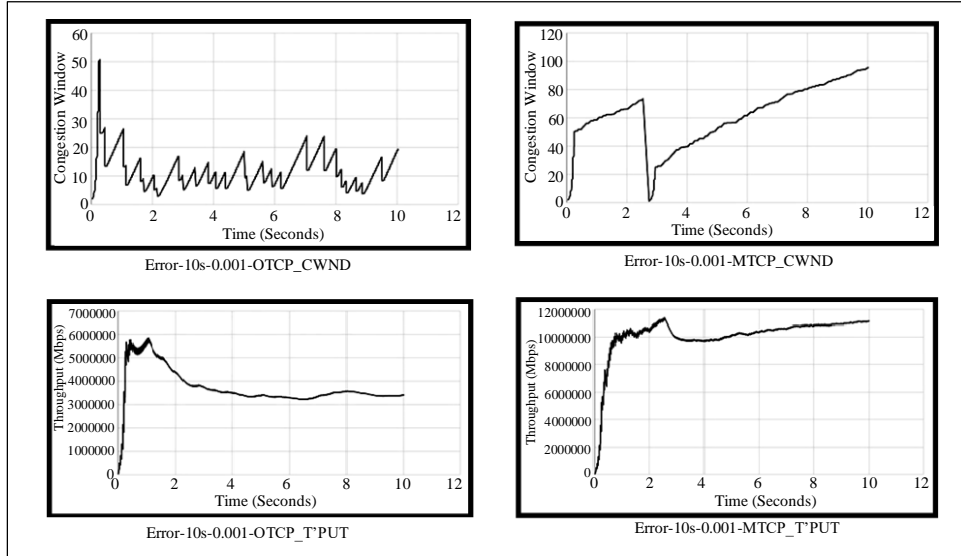 60
50
40
30
20
10
0
0 2 4 6 8 10 12
Congestion Window
Time (Seconds)
Error-10s-0.001-OTCP_CWND
120
100
80
60
40
20
0
0 2 4 6 8 10 12
Congestion Window
Time (Seconds)
Error-10s-0.001-MTCP_CWND
7000000
6000000
5000000
4000000
3000000
2000000
1000000
0
0 2 4 6 8 10 12
Throughput (Mbps)
Time (Seconds)
Error-10s-0.001-OTCP_T’PUT
12000000
10000000
8000000
6000000
4000000
2000000
0
0 2 4 6 8 10 12
Throughput (Mbps)
Time (Seconds)
Error-10s-0.001-MTCP_T’PUT